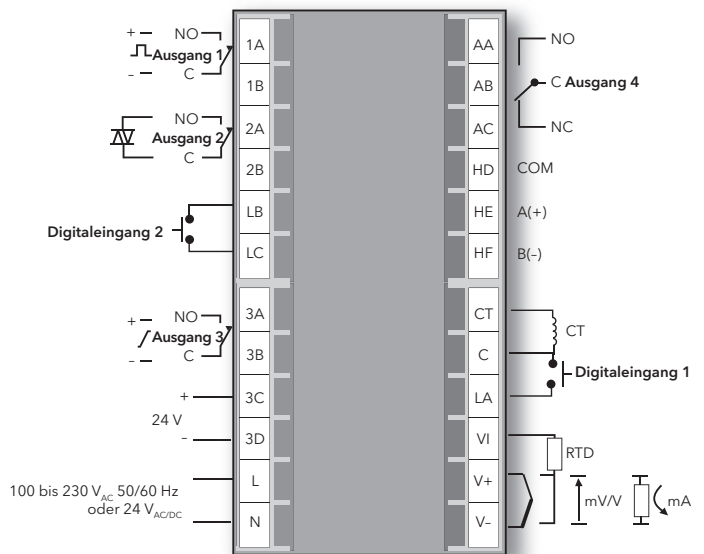 + NO
Ausgang 1
– C
1A
1B
NO
Ausgang 2
C
2A
2B
Digitaleingang 2
LB
LC
+ NO
Ausgang 3
– C
3A
3B
+
24 V
–
3C
3D
100 bis 230 VAC 50/60 Hz
oder 24 VAC/DC
L
N
AA
AB
AC
NO
C Ausgang 4
NC
HD COM
HE A(+)
HF B(–)
CT
C
LA
CT
Digitaleingang 1
VI
V+
V–
RTD
mV/V
mA